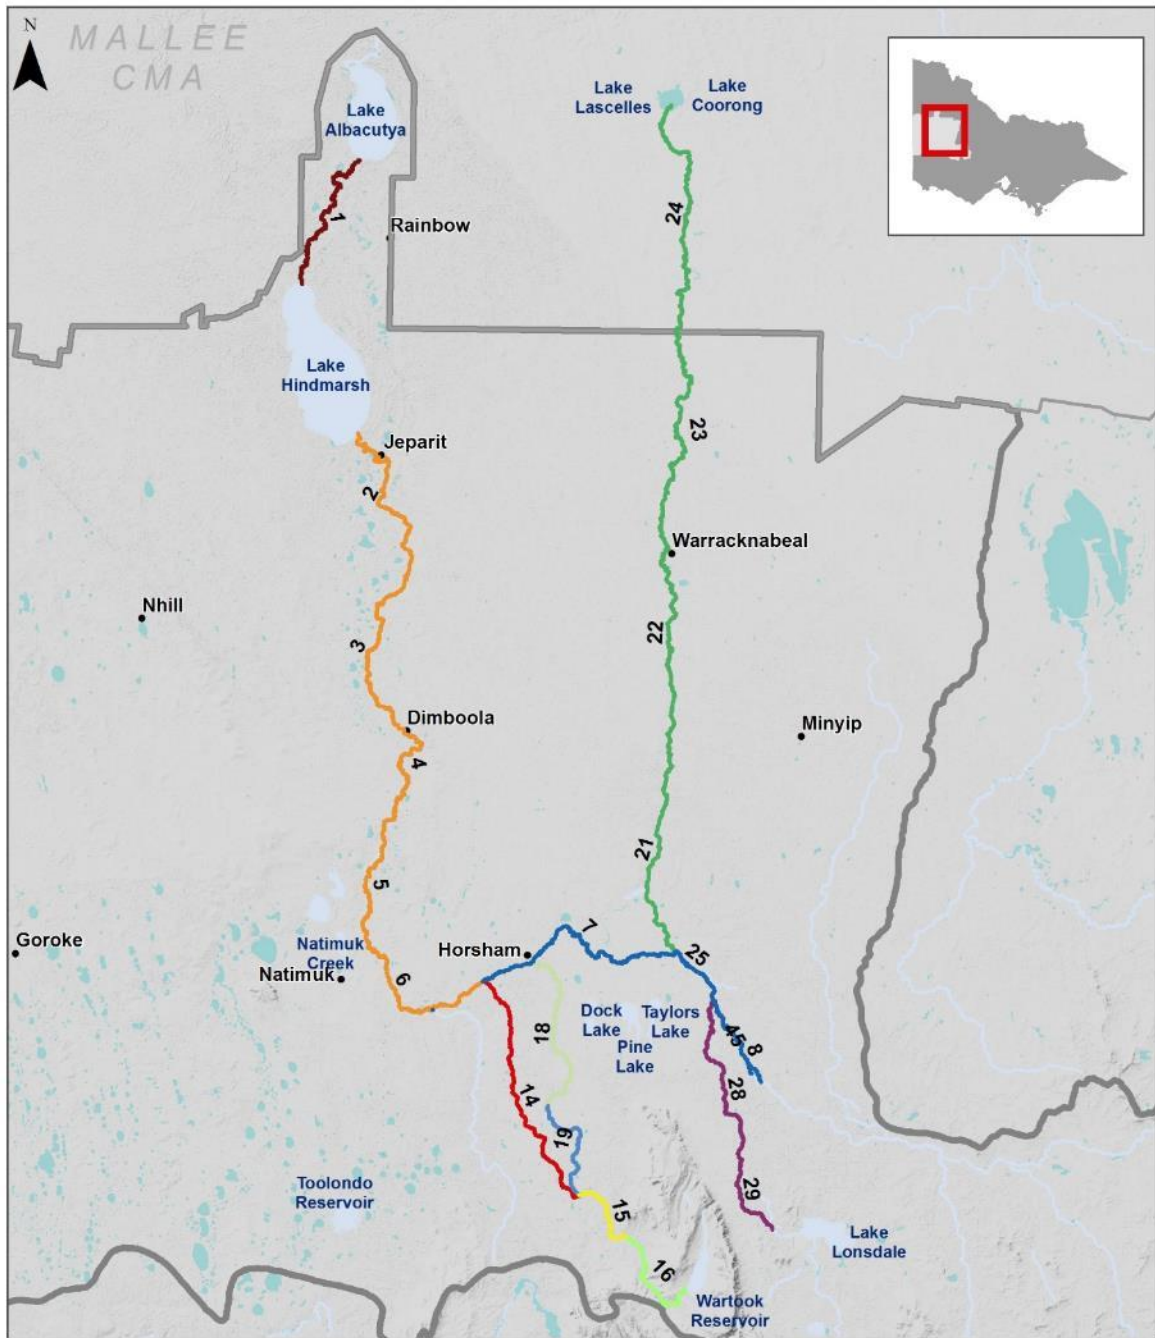 N
MALLEE
CMA
Lake
Lascelles
Lake
Coorong
Lake
Albacutya
1
Rainbow
24
Lake
Hindmarsh
23
Jeparit
2
Warracknabeal
Nhill
22
3
Dimboola
4
Minyip
21
5
7
Goroke
Natimuk
Creek
Natimuk
Horsham
25
6
Dock
Lake
Taylors
Lake
Pine
Lake
18
45
8
28
14
19
Toolondo
Reservoir
29
15
Lake
Lonsdale
16
Wartook
Reservoir